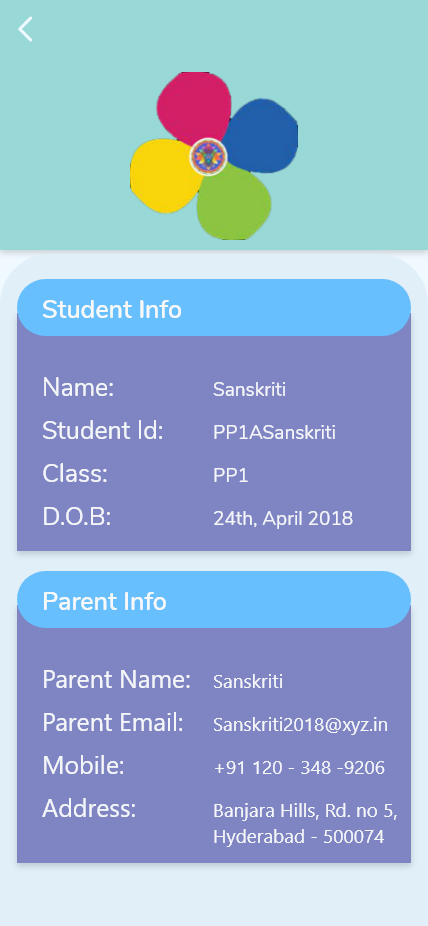 Student Info
Name: Sanskriti
Student Id: PP1ASanskriti
Class: PP1
D.O.B: 24th, April 2018
Parent Info
Parent Name: Sanskriti
Parent Email: Sanskriti2018@xyz.in
Mobile: +91 120 - 348 -9206
Address: Banjara Hills, Rd. no 5,
Hyderabad - 500074